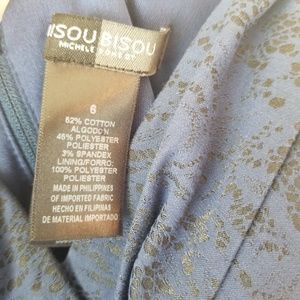 BISOU BISOU
MICHELE BOHBOT
6
52% COTTON
ALGODON
45% POLYESTER
POLIESTER
3% SPANDEX
LINING/FORRO:
100% POLYESTER
POLIESTER
MADE IN PHILIPPINES
OF IMPORTED FABRIC
HECHO EN FILIPINAS
DE MATERIAL IMPORTADO